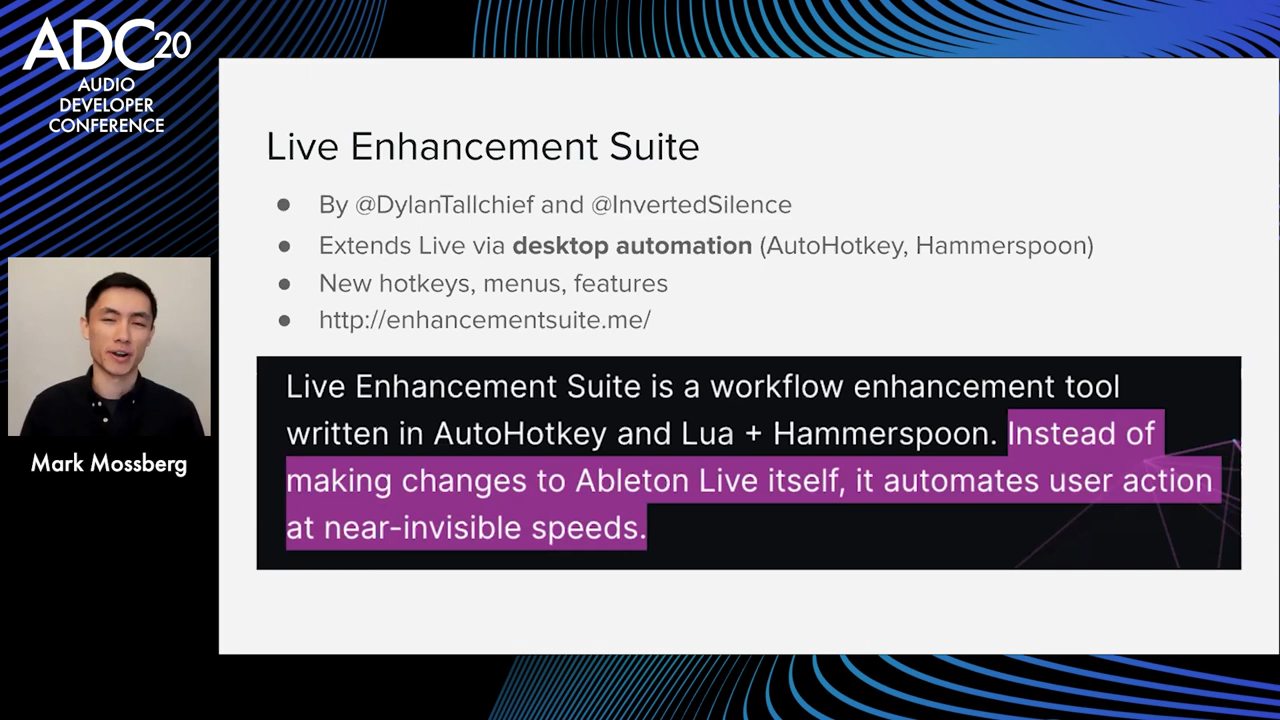 ADC20
AUDIO
DEVELOPER
CONFERENCE
Mark Mossberg
Live Enhancement Suite
● By @DylanTallchief and @InvertedSilence
● Extends Live via desktop automation (AutoHotkey, Hammerspoon)
● New hotkeys, menus, features
● http://enhancementsuite.me/
Live Enhancement Suite is a workflow enhancement tool
written in AutoHotkey and Lua + Hammerspoon. Instead of
making changes to Ableton Live itself, it automates user action
at near-invisible speeds.